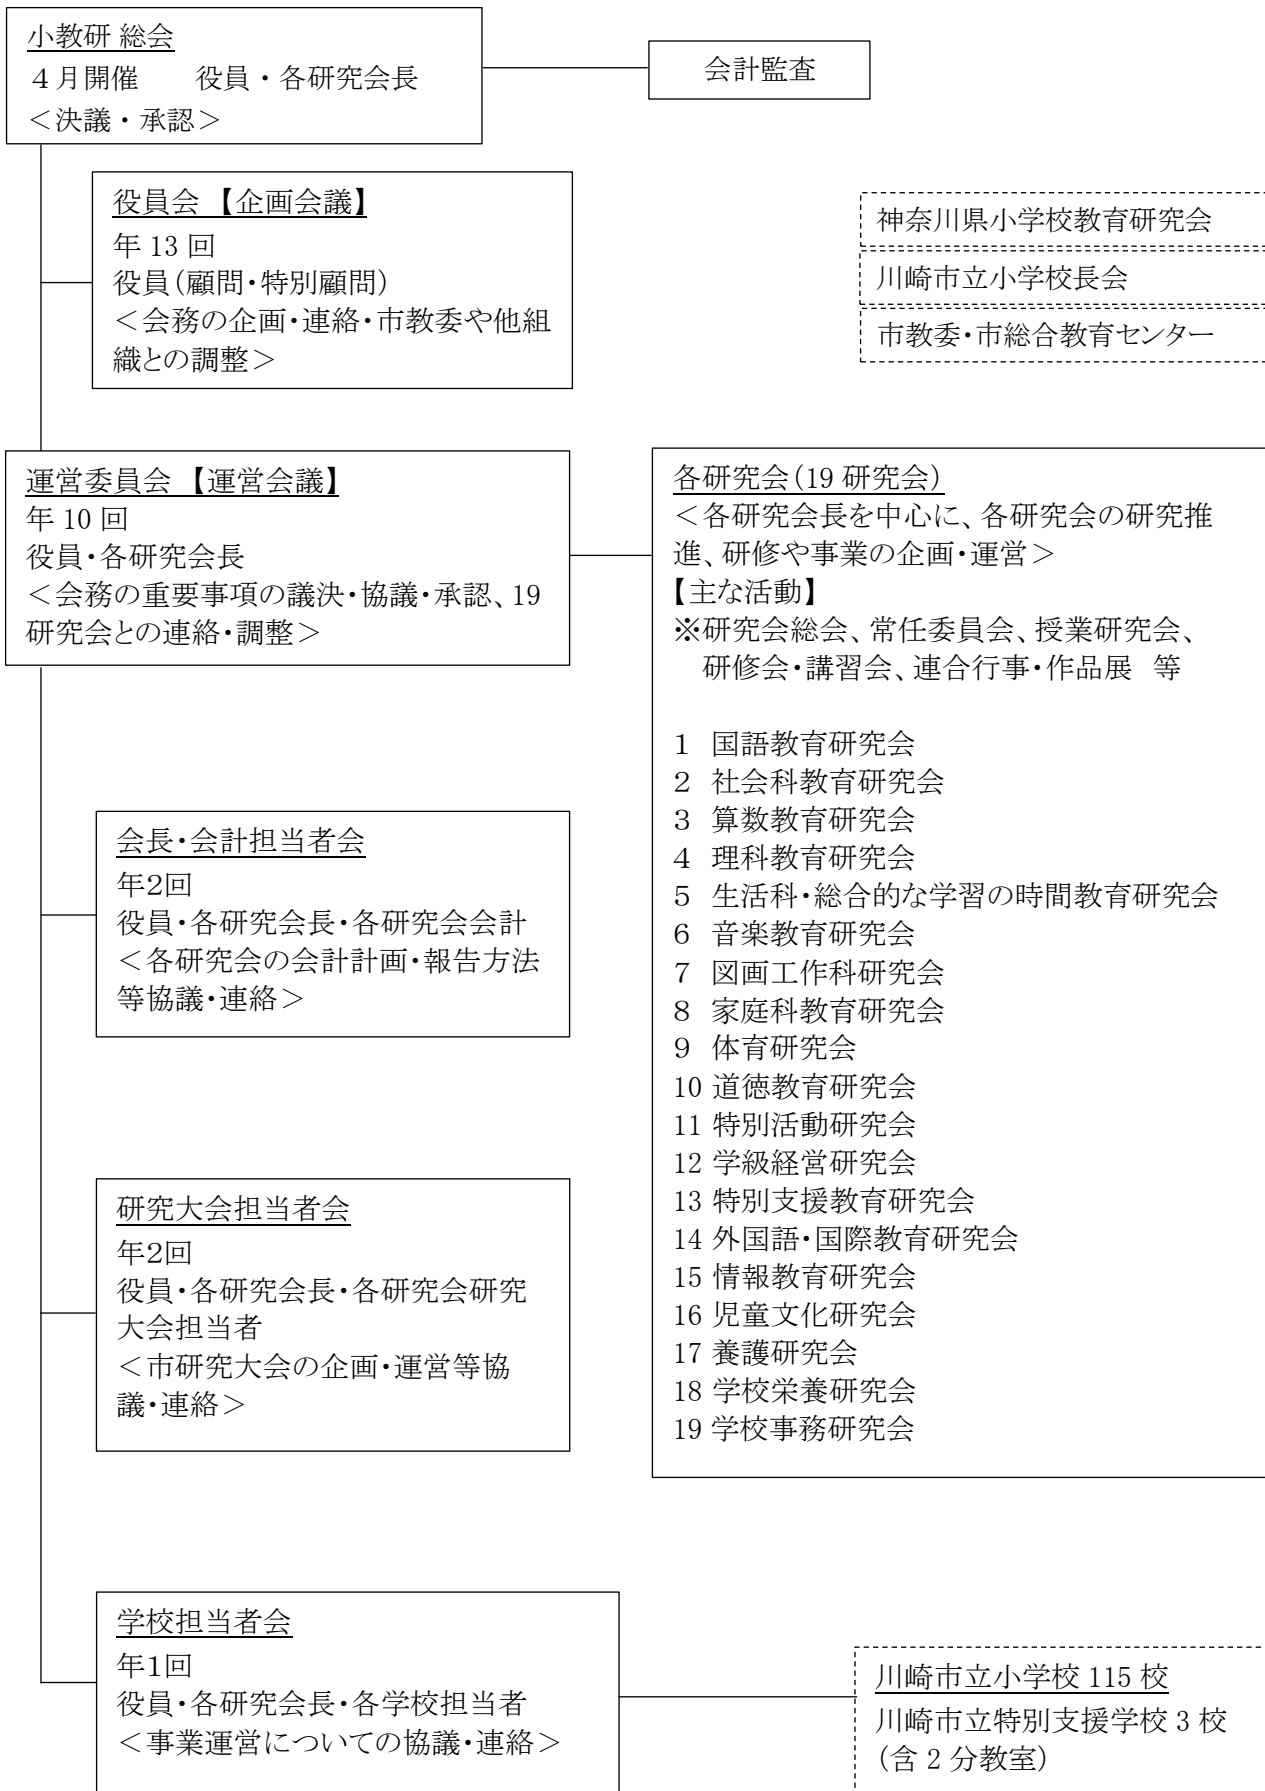 小教研 総会
４月開催　　役員・各研究会長
＜決議・承認＞
会計監査
役員会 【企画会議】
年 13 回
役員(顧問・特別顧問)
＜会務の企画・連絡・市教委や他組
織との調整＞
神奈川県小学校教育研究会
川崎市立小学校長会
市教委・市総合教育センター
運営委員会 【運営会議】
年 10 回
役員・各研究会長
＜会務の重要事項の議決・協議・承認、19
研究会との連絡・調整＞
各研究会(19 研究会)
＜各研究会長を中心に、各研究会の研究推
進、研修や事業の企画・運営＞
【主な活動】
※研究会総会、常任委員会、授業研究会、
研修会・講習会、連合行事・作品展 等
1 国語教育研究会
2 社会科教育研究会
3 算数教育研究会
4 理科教育研究会
5 生活科・総合的な学習の時間教育研究会
6 音楽教育研究会
7 図画工作科研究会
8 家庭科教育研究会
9 体育研究会
10 道徳教育研究会
11 特別活動研究会
12 学級経営研究会
13 特別支援教育研究会
14 外国語・国際教育研究会
15 情報教育研究会
16 児童文化研究会
17 養護研究会
18 学校栄養研究会
19 学校事務研究会
会長・会計担当者会
年２回
役員・各研究会長・各研究会会計
＜各研究会の会計計画・報告方法
等協議・連絡＞
研究大会担当者会
年２回
役員・各研究会長・各研究会研究
大会担当者
＜市研究大会の企画・運営等協
議・連絡＞
学校担当者会
年１回
役員・各研究会長・各学校担当者
＜事業運営についての協議・連絡＞
川崎市立小学校 115 校
川崎市立特別支援学校 3 校
(含 2 分教室)